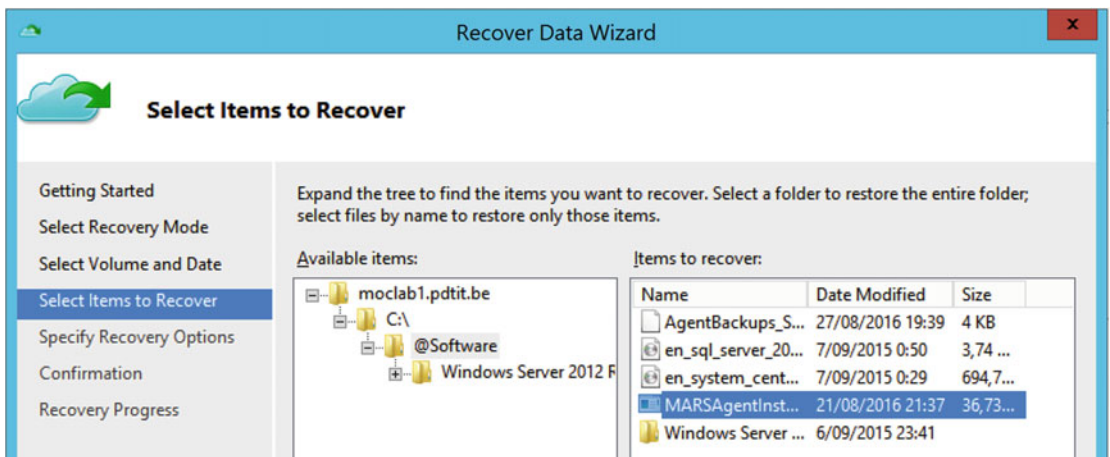 Recover Data Wizard
x
Select Items to Recover
Getting Started
Select Recovery Mode
Select Volume and Date
Select Items to Recover
Specify Recovery Options
Confirmation
Recovery Progress
Expand the tree to find the items you want to recover. Select a folder to restore the entire folder;
select files by name to restore only those items.
Available items:
moclab1.pdtit.be
C:\
@Software
Windows Server 2012 R
Items to recover:
Name Date Modified Size
AgentBackups_S... 27/08/2016 19:39 4 KB
en_sql_server_20... 7/09/2015 0:50 3,74 ...
en_system_cent... 7/09/2015 0:29 694,7...
MARSAgentInst... 21/08/2016 21:37 36,73...
Windows Server ... 6/09/2015 23:41